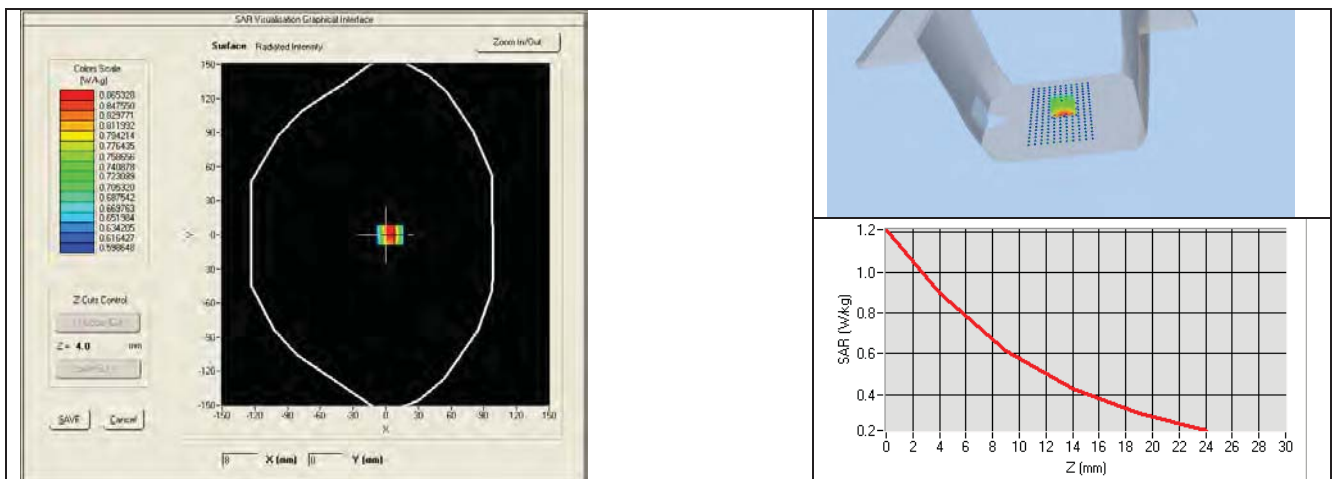 SAR Visualisation Graphical Interface
Surface Radiated Intensity
Zoom In/Out
Colors Scale
(W/kg)
0.865328
0.847550
0.829771
0.811992
0.794214
0.776435
0.758656
0.740878
0.723099
0.705320
0.687542
0.669763
0.651984
0.634205
0.616427
0.598648
150-
120-
90-
60-
30-
0-
30-
-60-
-90-
-120-
-150-
-150 -120 -90 -60 -30 0 30 60 90 120 150
Y
X
Z Cuts Control
Z = 4.0 mm
SAVE Cancel
8 X (mm) 0 Y (mm)
1.2-
1.0-
0.8-
0.6-
0.4-
0.2-
0 2 4 6 8 10 12 14 16 18 20 22 24 26 28 30
SAR (W/kg)
Z (mm)